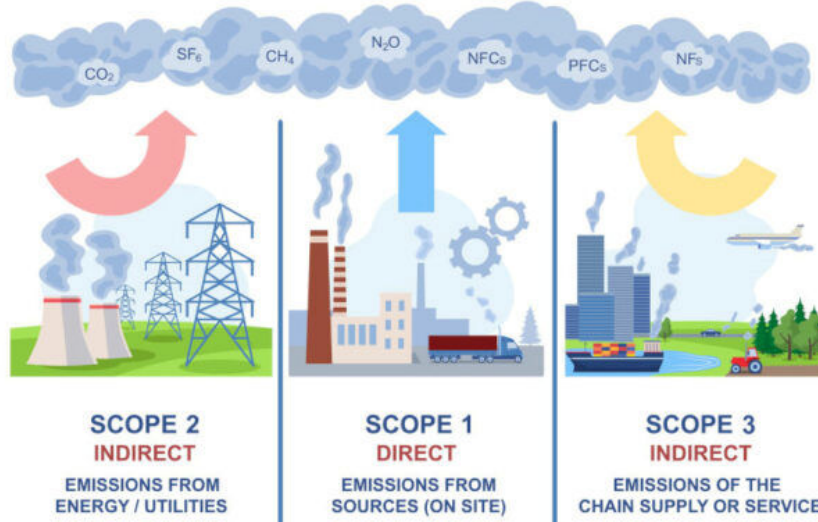 CO₂
SF₆
CH₄
N₂O
NFCs
PFCs
NFs
SCOPE 2
INDIRECT
EMISSIONS FROM
ENERGY / UTILITIES
SCOPE 1
DIRECT
EMISSIONS FROM
SOURCES (ON SITE)
SCOPE 3
INDIRECT
EMISSIONS OF THE
CHAIN SUPPLY OR SERVICE